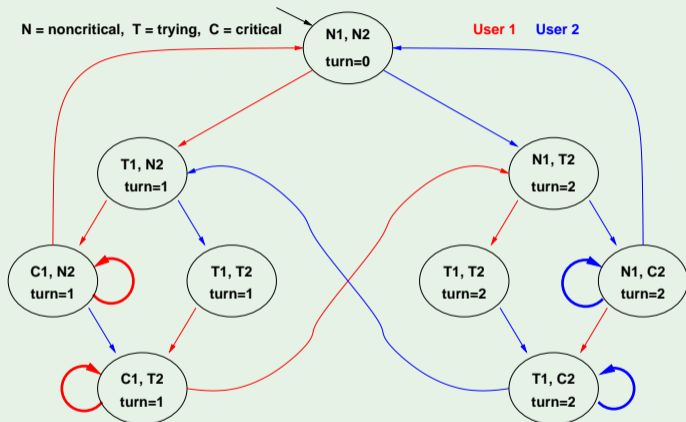 N = noncritical, T = trying, C = critical
User 1 User 2
N1, N2
turn=0
T1, N2
turn=1
N1, T2
turn=2
C1, N2
turn=1
T1, T2
turn=1
T1, T2
turn=2
N1, C2
turn=2
C1, T2
turn=1
T1, C2
turn=2